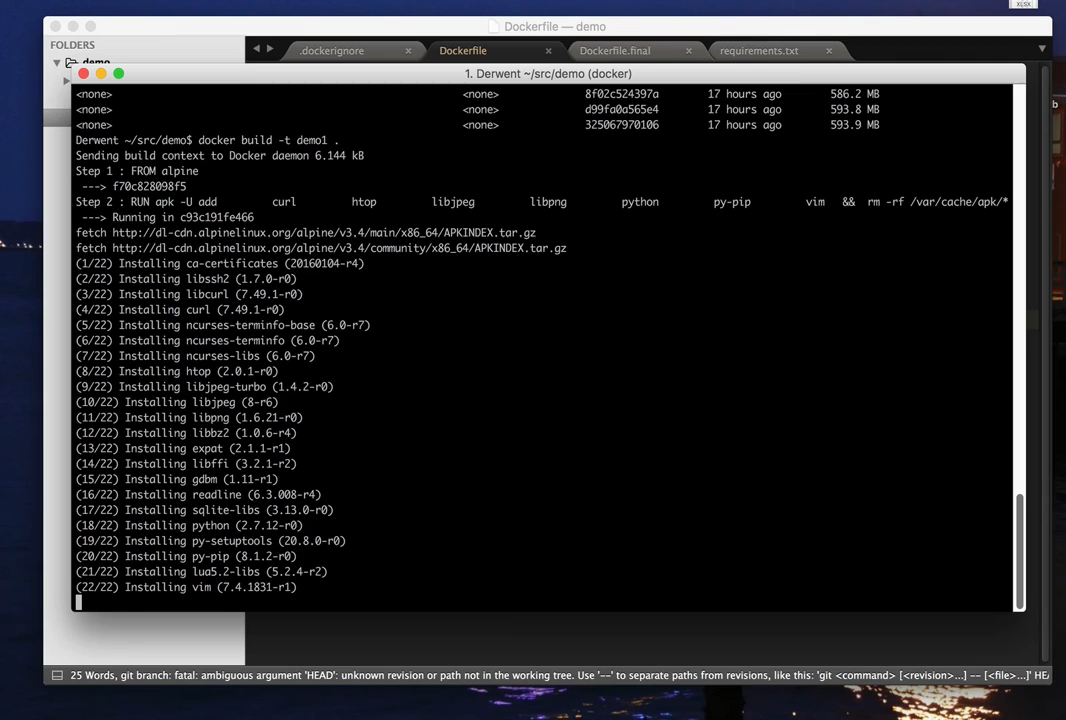 XLSX
Dockerfile — demo
FOLDERS
demo
.dockerignore × Dockerfile × Dockerfile.final × requirements.txt ×
1. Derwent ~/src/demo (docker)
<none> <none> 8f02c524397a 17 hours ago 586.2 MB
<none> <none> d99fa0a565e4 17 hours ago 593.8 MB
<none> <none> 325067970106 17 hours ago 593.9 MB
Derwent ~/src/demo$ docker build -t demo1 .
Sending build context to Docker daemon 6.144 kB
Step 1 : FROM alpine
---> f70c828098f5
Step 2 : RUN apk -U add curl htop libjpeg libpng python py-pip vim && rm -rf /var/cache/apk/*
---> Running in c93c191fe466
fetch http://dl-cdn.alpinelinux.org/alpine/v3.4/main/x86_64/APKINDEX.tar.gz
fetch http://dl-cdn.alpinelinux.org/alpine/v3.4/community/x86_64/APKINDEX.tar.gz
(1/22) Installing ca-certificates (20160104-r4)
(2/22) Installing libssh2 (1.7.0-r0)
(3/22) Installing libcurl (7.49.1-r0)
(4/22) Installing curl (7.49.1-r0)
(5/22) Installing ncurses-terminfo-base (6.0-r7)
(6/22) Installing ncurses-terminfo (6.0-r7)
(7/22) Installing ncurses-libs (6.0-r7)
(8/22) Installing htop (2.0.1-r0)
(9/22) Installing libjpeg-turbo (1.4.2-r0)
(10/22) Installing libjpeg (8-r6)
(11/22) Installing libpng (1.6.21-r0)
(12/22) Installing libbz2 (1.0.6-r4)
(13/22) Installing expat (2.1.1-r1)
(14/22) Installing libffi (3.2.1-r2)
(15/22) Installing gdbm (1.11-r1)
(16/22) Installing readline (6.3.008-r4)
(17/22) Installing sqlite-libs (3.13.0-r0)
(18/22) Installing python (2.7.12-r0)
(19/22) Installing py-setuptools (20.8.0-r0)
(20/22) Installing py-pip (8.1.2-r0)
(21/22) Installing lua5.2-libs (5.2.4-r2)
(22/22) Installing vim (7.4.1831-r1)
25 Words, git branch: fatal: ambiguous argument 'HEAD': unknown revision or path not in the working tree. Use '--' to separate paths from revisions, like this: 'git <command> [<revision>...] -- [<file>...]' HEA